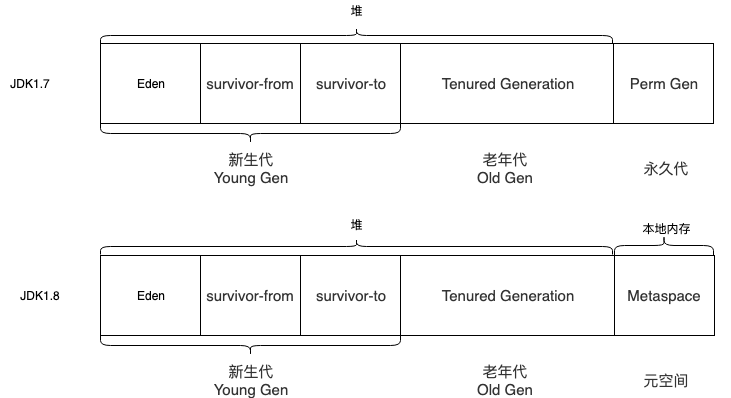 堆
JDK1.7
Eden
survivor-from
survivor-to
Tenured Generation
Perm Gen
新生代
Young Gen
老年代
Old Gen
永久代
堆
本地内存
JDK1.8
Eden
survivor-from
survivor-to
Tenured Generation
Metaspace
新生代
Young Gen
老年代
Old Gen
元空间